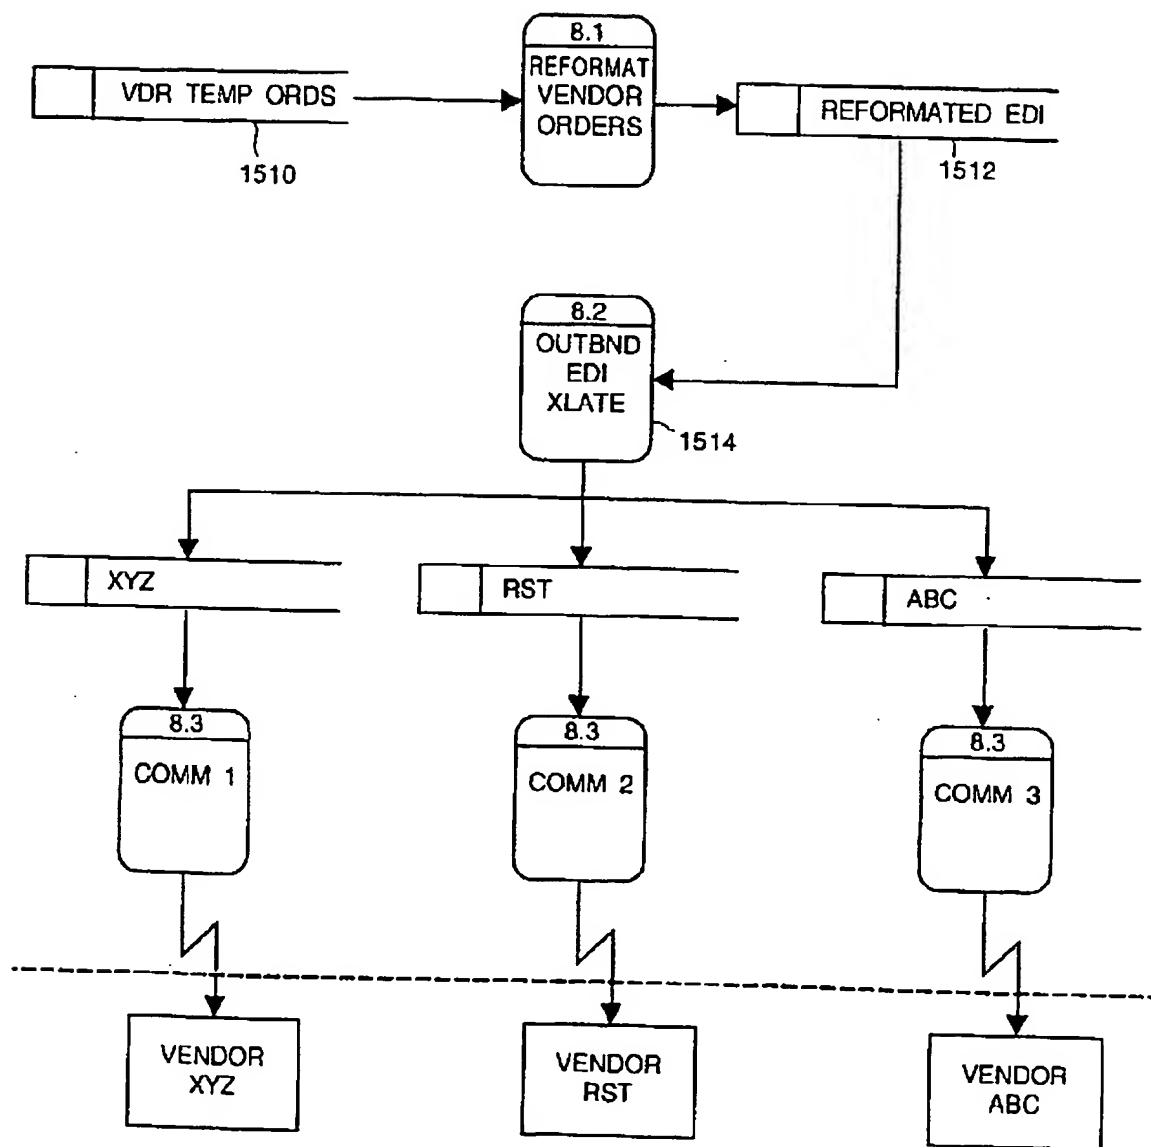 8.1
REFORMAT
VENDOR
ORDERS
VDR TEMP ORDS
REFORMATED EDI
1510
1512
8.2
OUTBND
EDI
XLATE
1514
XYZ
RST
ABC
8.3
COMM 1
8.3
COMM 2
8.3
COMM 3
VENDOR
XYZ
VENDOR
RST
VENDOR
ABC